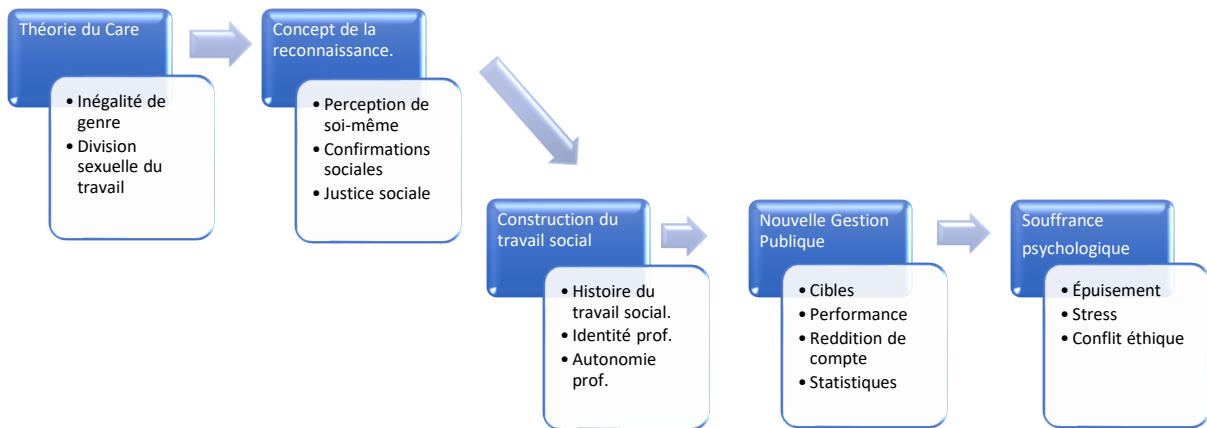 Théorie du Care
• Inégalité de
genre
• Division
sexuelle du
travail
Concept de la
reconnaissance.
• Perception de
soi-même
• Confirmations
sociales
• Justice sociale
Construction du
travail social
• Histoire du
travail social.
• Identité prof.
• Autonomie
prof.
Nouvelle Gestion
Publique
• Cibles
• Performance
• Reddition de
compte
• Statistiques
Souffrance
psychologique
• Épuisement
• Stress
• Conflit éthique